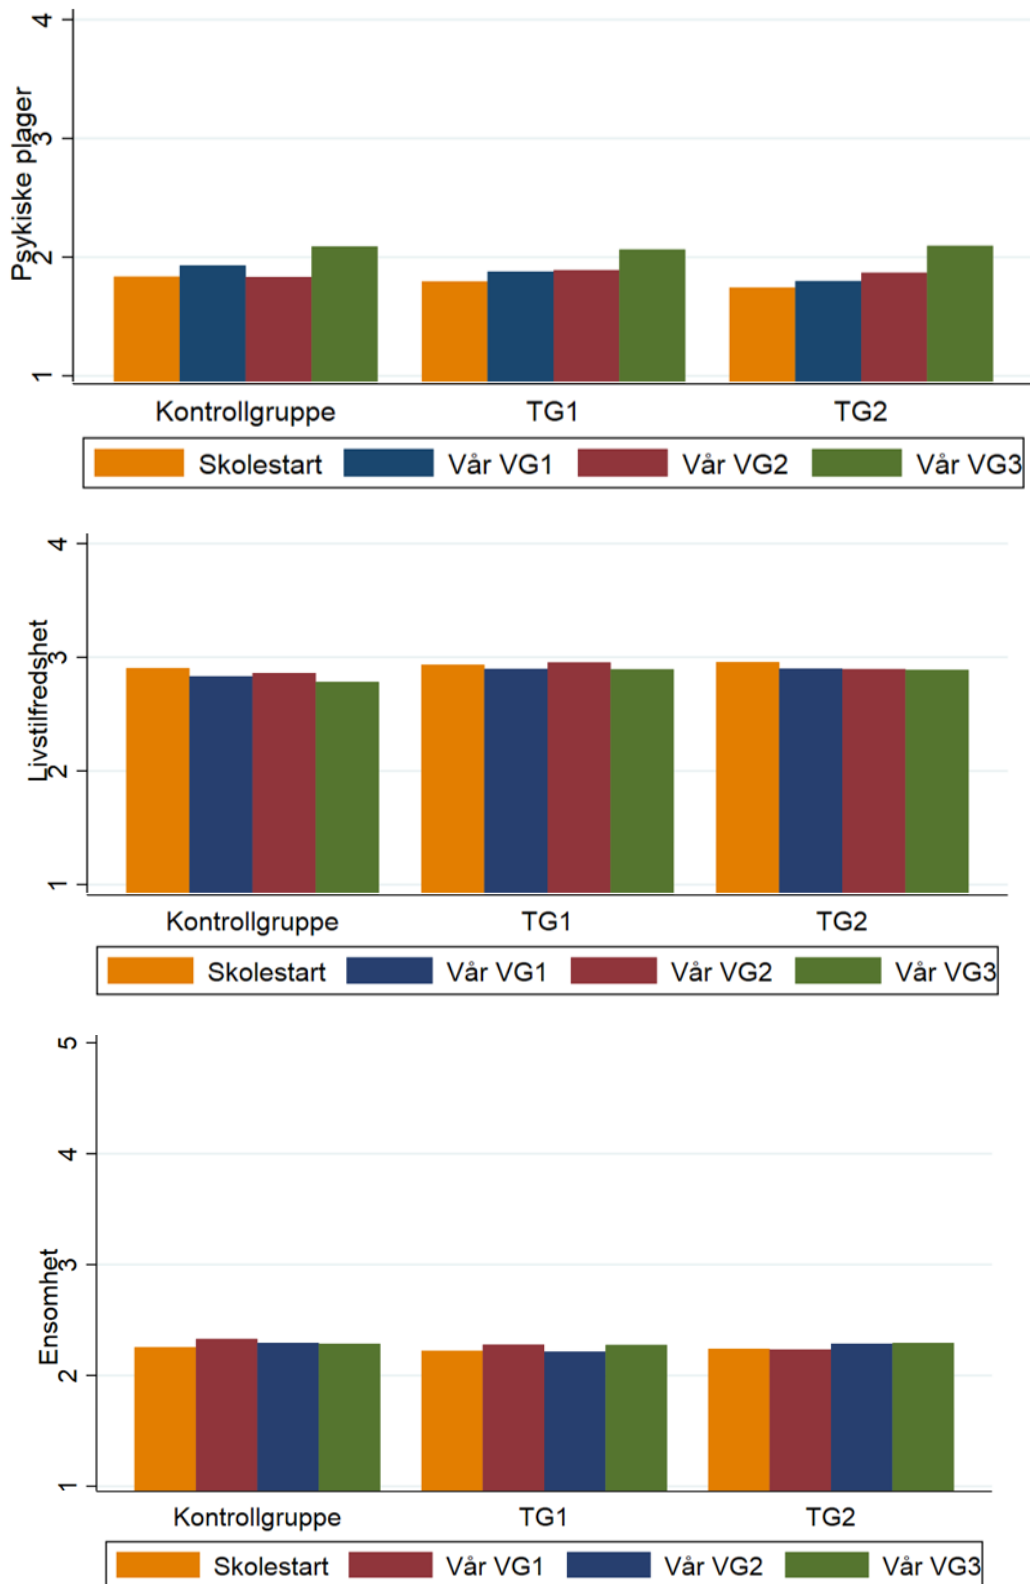 Psykiske plager
4
3
2
1
Kontrollgruppe TG1 TG2
Skolestart Vår VG1 Vår VG2 Vår VG3
Livstilfredshet
4
3
2
1
Kontrollgruppe TG1 TG2
Skolestart Vår VG1 Vår VG2 Vår VG3
Ensomhet
5
4
3
2
1
Kontrollgruppe TG1 TG2
Skolestart Vår VG1 Vår VG2 Vår VG3